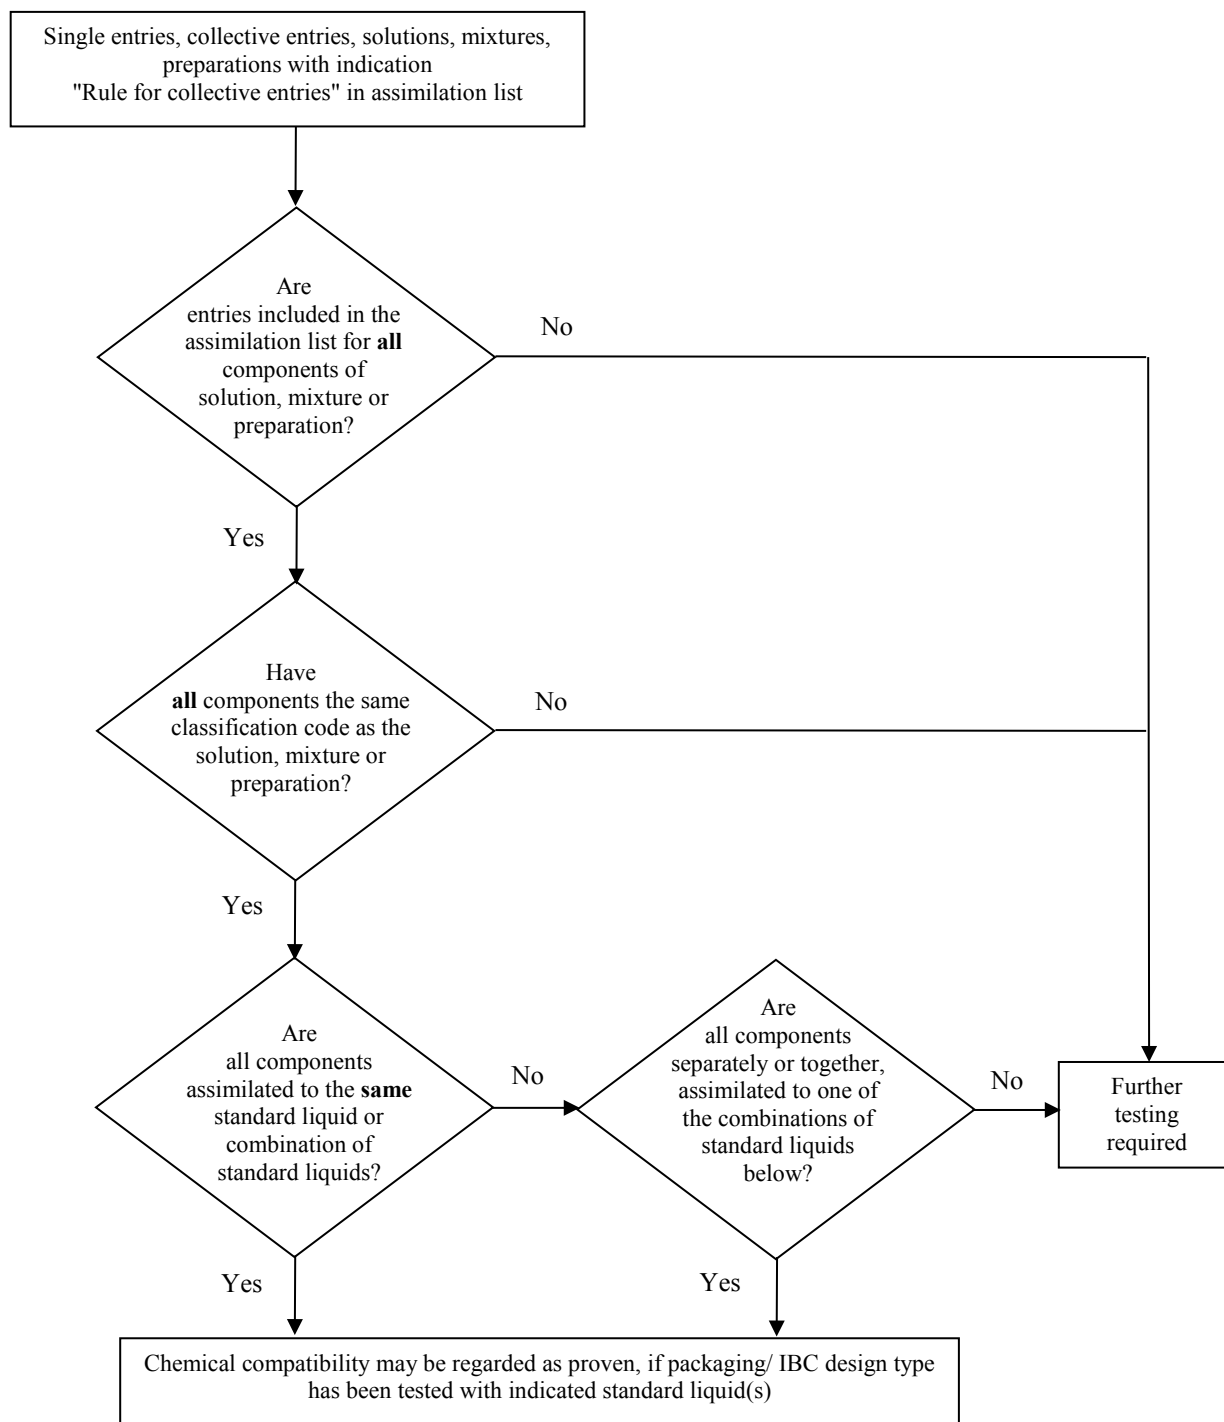 Single entries, collective entries, solutions, mixtures,
preparations with indication
"Rule for collective entries" in assimilation list
Are
entries included in the
assimilation list for all
components of
solution, mixture or
preparation?
No
Yes
Have
all components the same
classification code as the
solution, mixture or
preparation?
No
Yes
Are
all components
assimilated to the same
standard liquid or
combination of
standard liquids?
No
Are
all components
separately or together,
assimilated to one of
the combinations of
standard liquids
below?
No
Further
testing
required
Yes
Yes
Chemical compatibility may be regarded as proven, if packaging/ IBC design type
has been tested with indicated standard liquid(s)